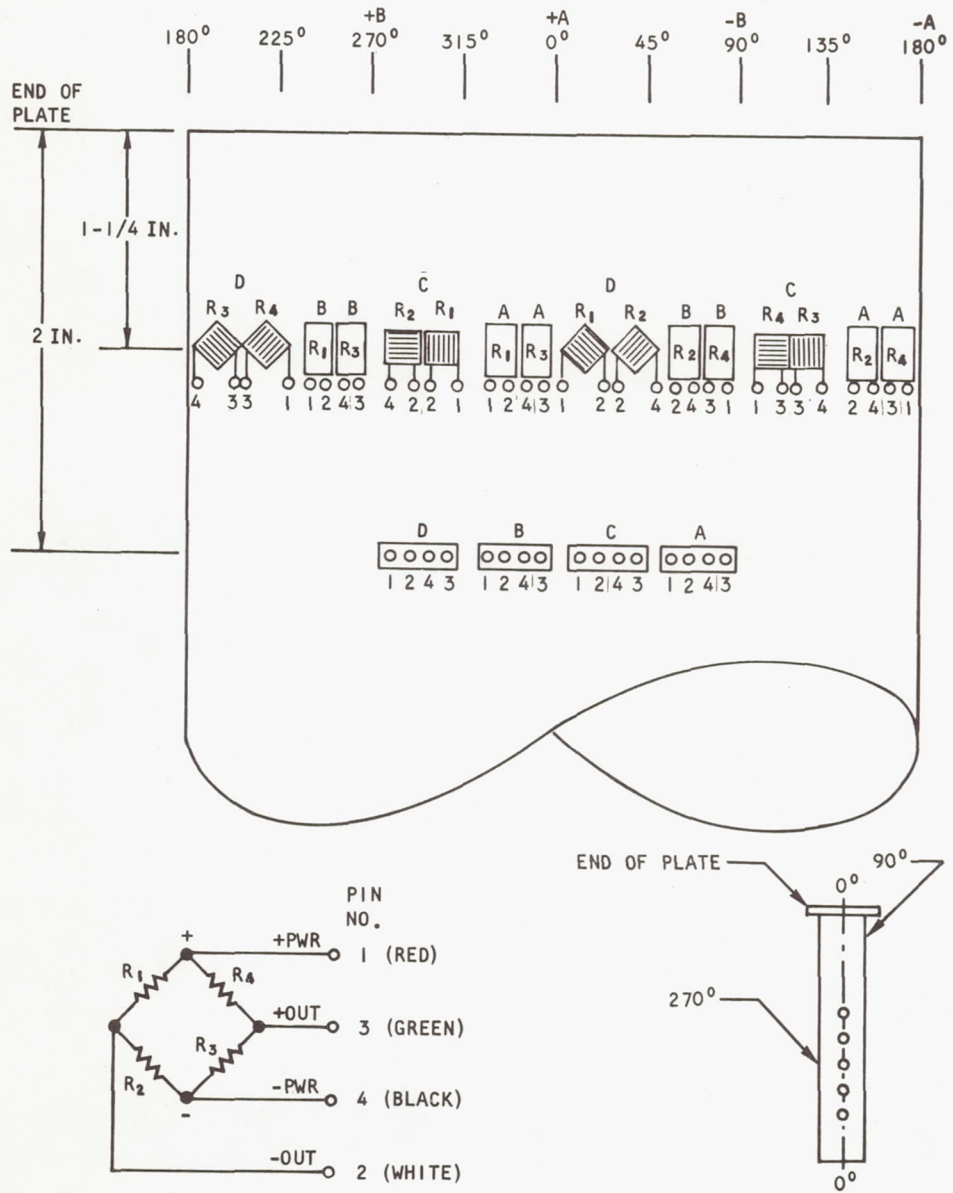 +B +A -B -A
180° 225° 270° 315° 0° 45° 90° 135° 180°
END OF
PLATE
1-1/4 IN.
2 IN.
D C D C
R3 R4 B B R2 R1 A A R1 R2 B B R4 R3 A A
R1 R3 R1 R3 R2 R4 R2 R4
4 3 3 1 1 2 4 3 4 2 2 1 1 2 4 3 1 2 2 4 2 4 3 1 1 3 3 4 2 4 3 1
D B C A
1 2 4 3 1 2 4 3 1 2 4 3 1 2 4 3
END OF PLATE
90°
0°
270°
0°
PIN
NO.
+ +PWR 1 (RED)
R1 R4
+OUT 3 (GREEN)
R3
R2
-PWR 4 (BLACK)
-
-OUT 2 (WHITE)